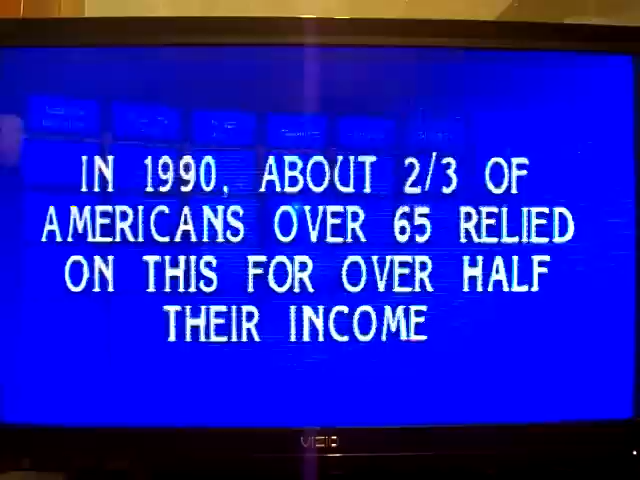 IN 1990, ABOUT 2/3 OF
AMERICANS OVER 65 RELIED
ON THIS FOR OVER HALF
THEIR INCOME
VIZIO